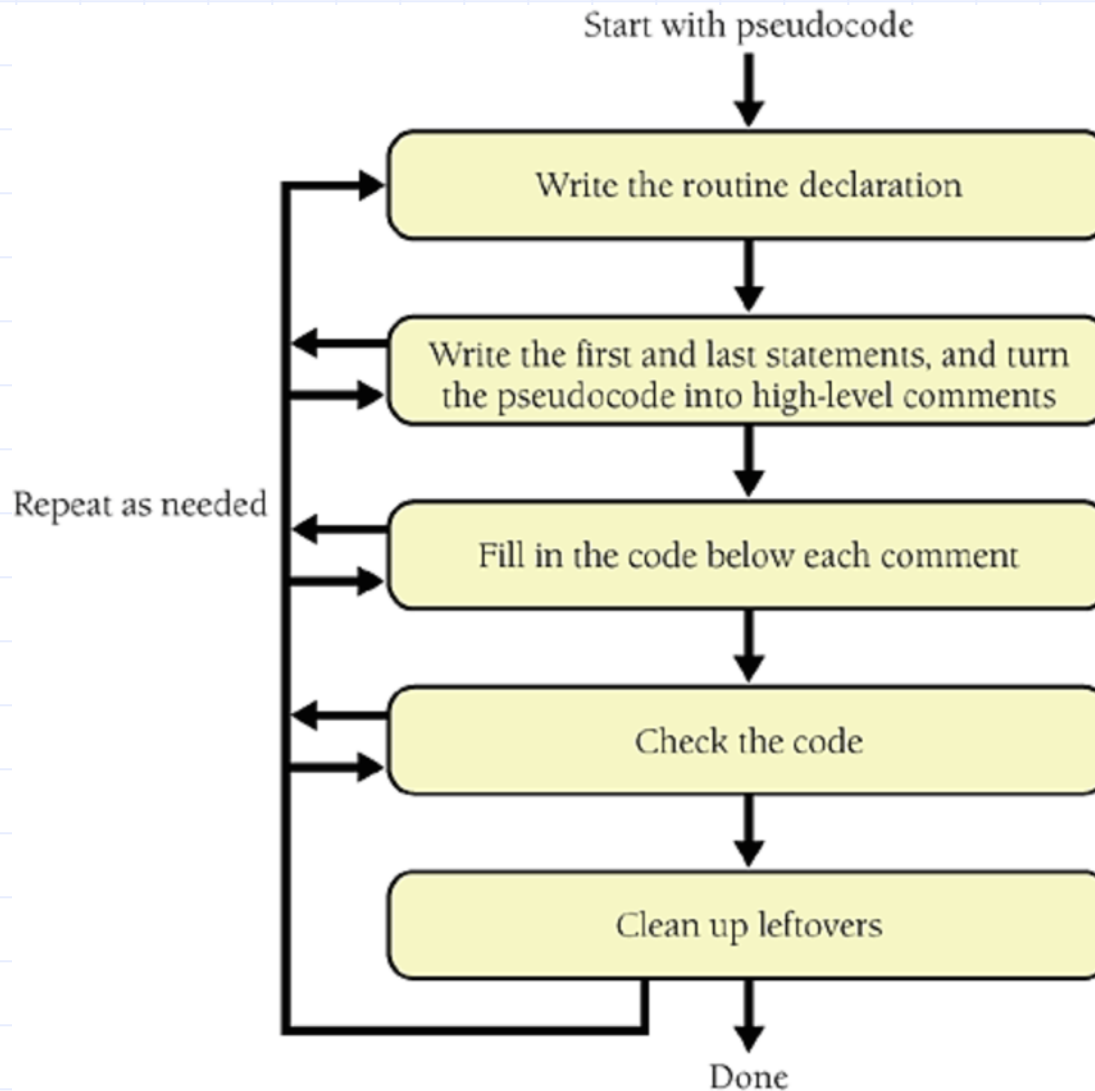 Start with pseudocode
Write the routine declaration
Write the first and last statements, and turn
the pseudocode into high-level comments
Repeat as needed
Fill in the code below each comment
Check the code
Clean up leftovers
Done